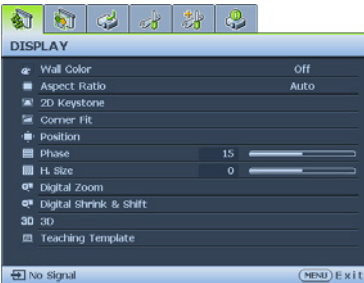 DISPLAY
Wall Color Off
Aspect Ratio Auto
2D Keystone
Corner Fit
Position
Phase 15
H. Size 0
Digital Zoom
Digital Shrink & Shift
3D 3D
Teaching Template
No Signal MENU Exit